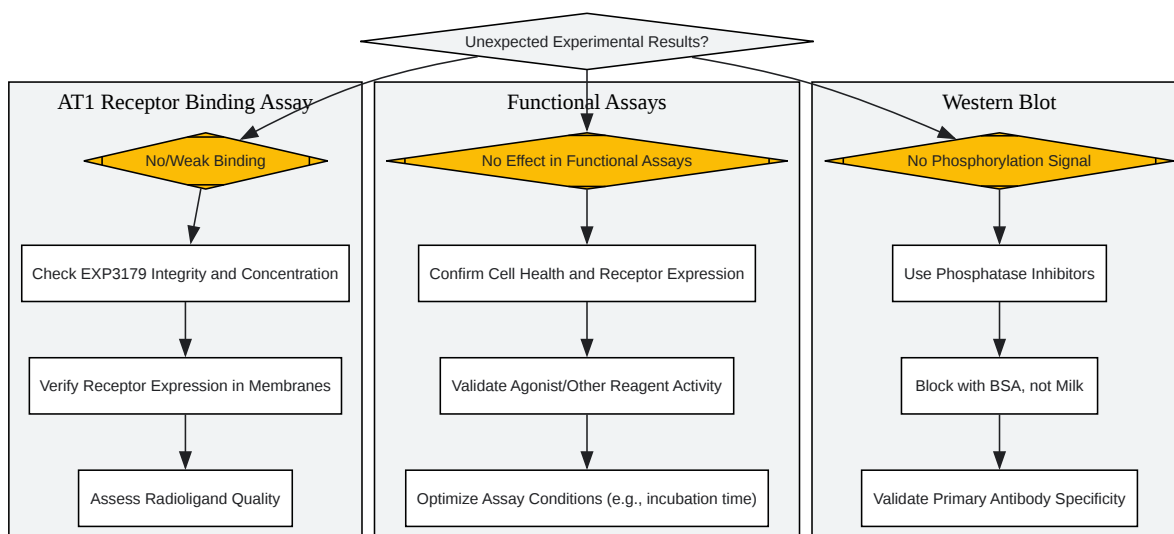 Unexpected Experimental Results?
AT1 Receptor Binding Assay
No/Weak Binding
Check EXP3179 Integrity and Concentration
Verify Receptor Expression in Membranes
Assess Radioligand Quality
Functional Assays
No Effect in Functional Assays
Confirm Cell Health and Receptor Expression
Validate Agonist/Other Reagent Activity
Optimize Assay Conditions (e.g., incubation time)
Western Blot
No Phosphorylation Signal
Use Phosphatase Inhibitors
Block with BSA, not Milk
Validate Primary Antibody Specificity